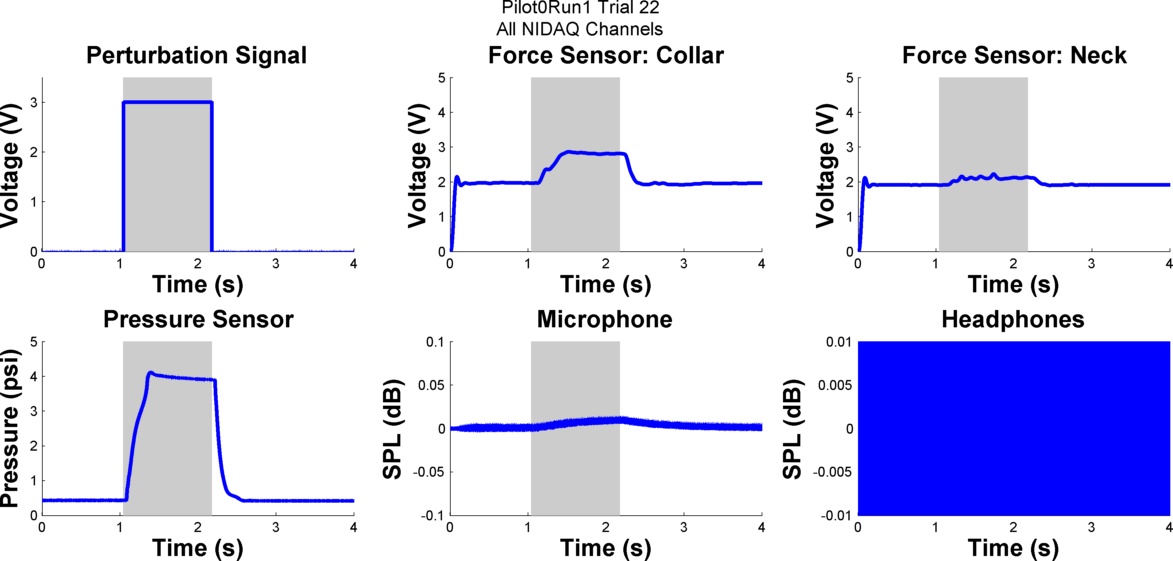 Pilot0Run1 Trial 22
All NIDAQ Channels
Perturbation Signal
Voltage (V)
3
2
1
0
0 1 2 3 4
Time (s)
Force Sensor: Collar
Voltage (V)
5
4
3
2
1
0
0 1 2 3 4
Time (s)
Force Sensor: Neck
Voltage (V)
5
4
3
2
1
0
0 1 2 3 4
Time (s)
Pressure Sensor
Pressure (psi)
5
4
3
2
1
0
0 1 2 3 4
Time (s)
Microphone
SPL (dB)
0.1
0.05
0
-0.05
-0.1
0 1 2 3 4
Time (s)
Headphones
SPL (dB)
0.01
0.005
0
-0.005
-0.01
0 1 2 3 4
Time (s)